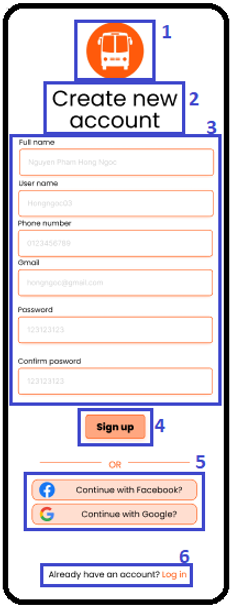 1
Create new
account
2
3
Full name
Nguyen Pham Hong Ngoc
User name
Hongngoc03
Phone number
0123456789
Gmail
hongngoc@gmail.com
Password
123123123
Confirm pasword
123123123
Sign up
4
OR
5
Continue with Facebook?
Continue with Google?
6
Already have an account? Log in